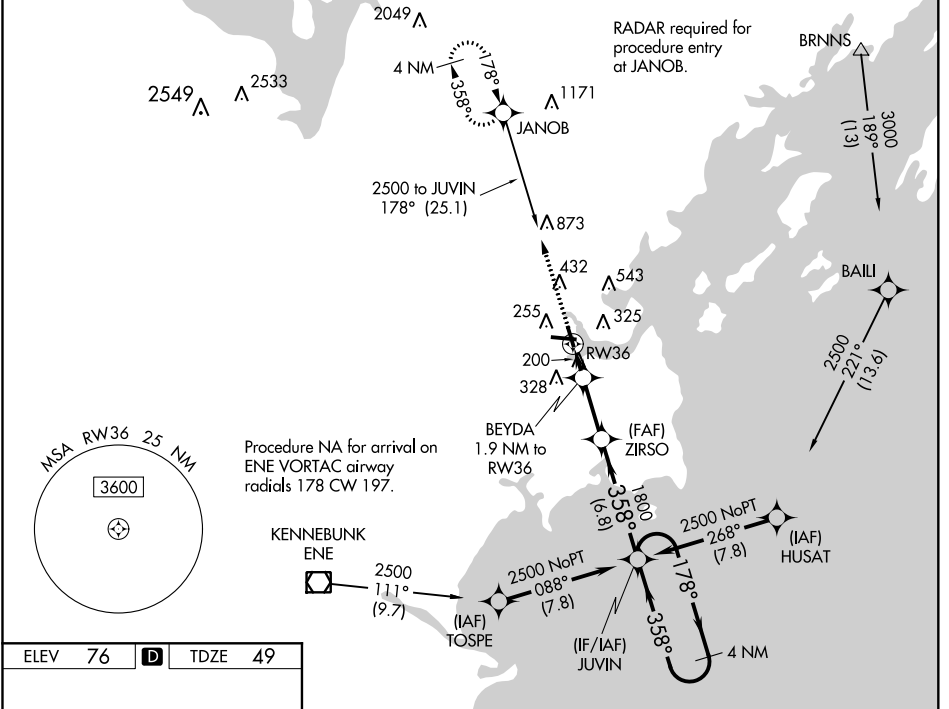 2049
RADAR required for
procedure entry
at JANOB.
BRNNS
4 NM
178°
358°
2549
2533
1171
JANOB
3000
189°
(13)
2500 to JUVIN
178° (25.1)
873
432
543
BAILI
255
325
RW36
200
328
2500
221°
(13.6)
BEYDA
1.9 NM to
RW36
(FAF)
ZIRSO
MSA RW36 25 NM
3600
Procedure NA for arrival on
ENE VORTAC airway
radials 178 CW 197.
1800
358°
(6.8)
2500 NoPT
268°
(7.8)
(IAF)
HUSAT
KENNEBUNK
ENE
2500
111°
(9.7)
2500 NoPT
088°
(7.8)
(IAF)
TOSPE
(IF/IAF)
JUVIN
178°
358°
4 NM
ELEV 76 D TDZE 49